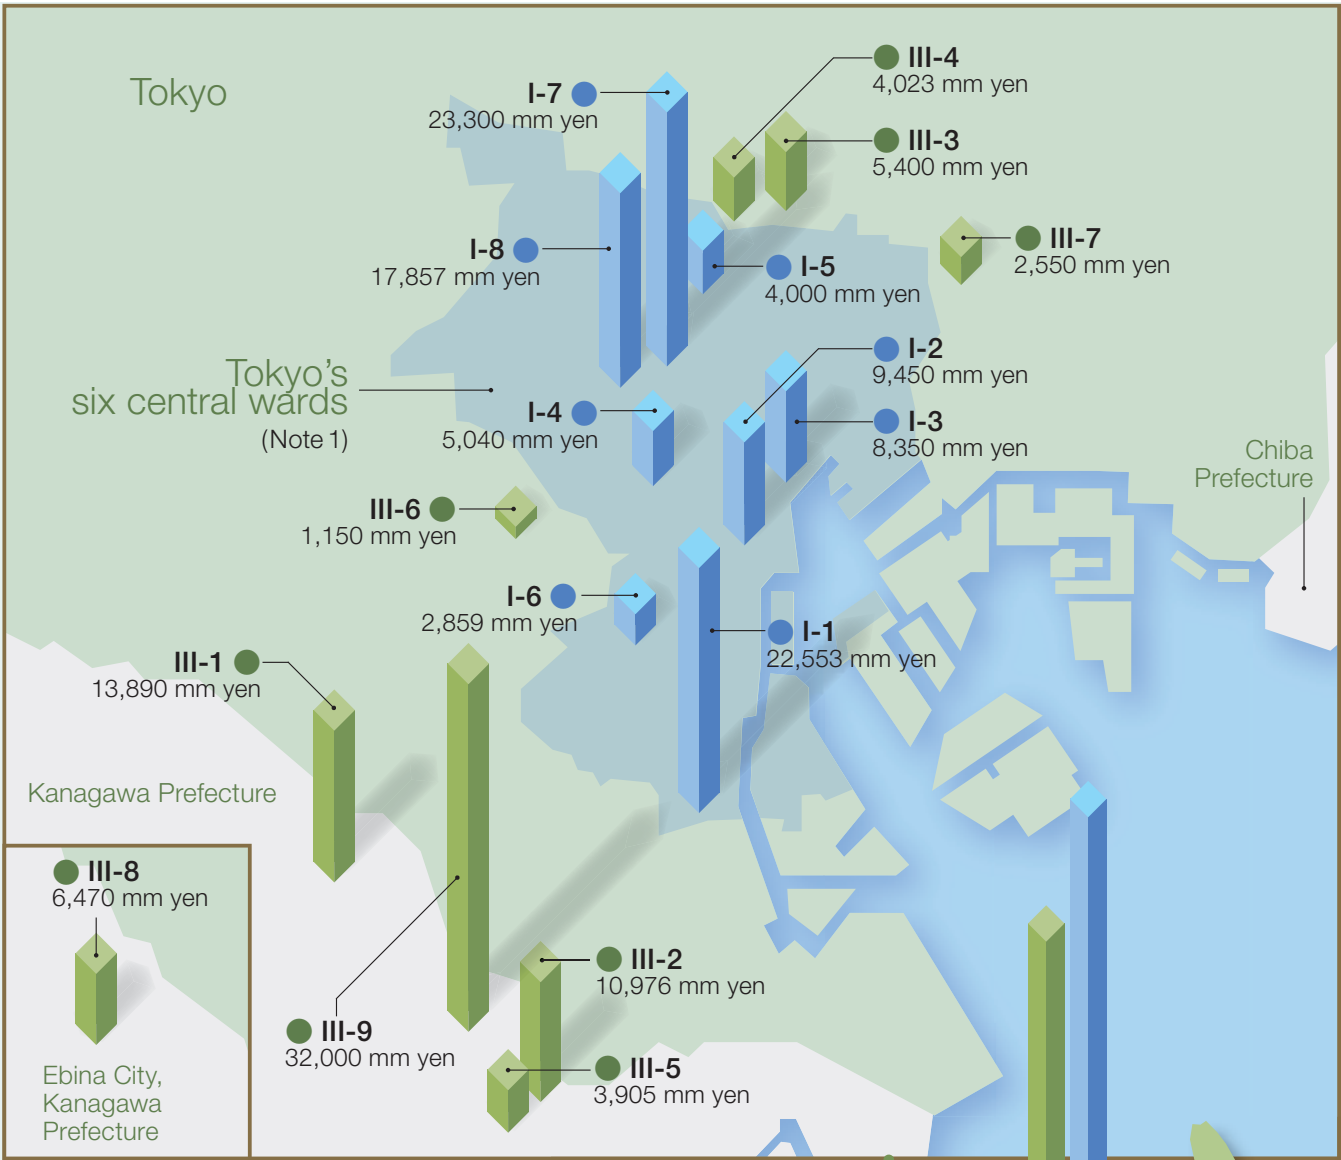 Tokyo
I-7
23,300 mm yen
III-4
4,023 mm yen
III-3
5,400 mm yen
I-8
17,857 mm yen
I-5
4,000 mm yen
III-7
2,550 mm yen
Tokyo's
six central wards
(Note 1)
I-2
9,450 mm yen
I-4
5,040 mm yen
I-3
8,350 mm yen
Chiba
Prefecture
III-6
1,150 mm yen
I-6
2,859 mm yen
I-1
22,553 mm yen
III-1
13,890 mm yen
Kanagawa Prefecture
III-8
6,470 mm yen
III-2
10,976 mm yen
III-9
32,000 mm yen
III-5
3,905 mm yen
Ebina City,
Kanagawa
Prefecture